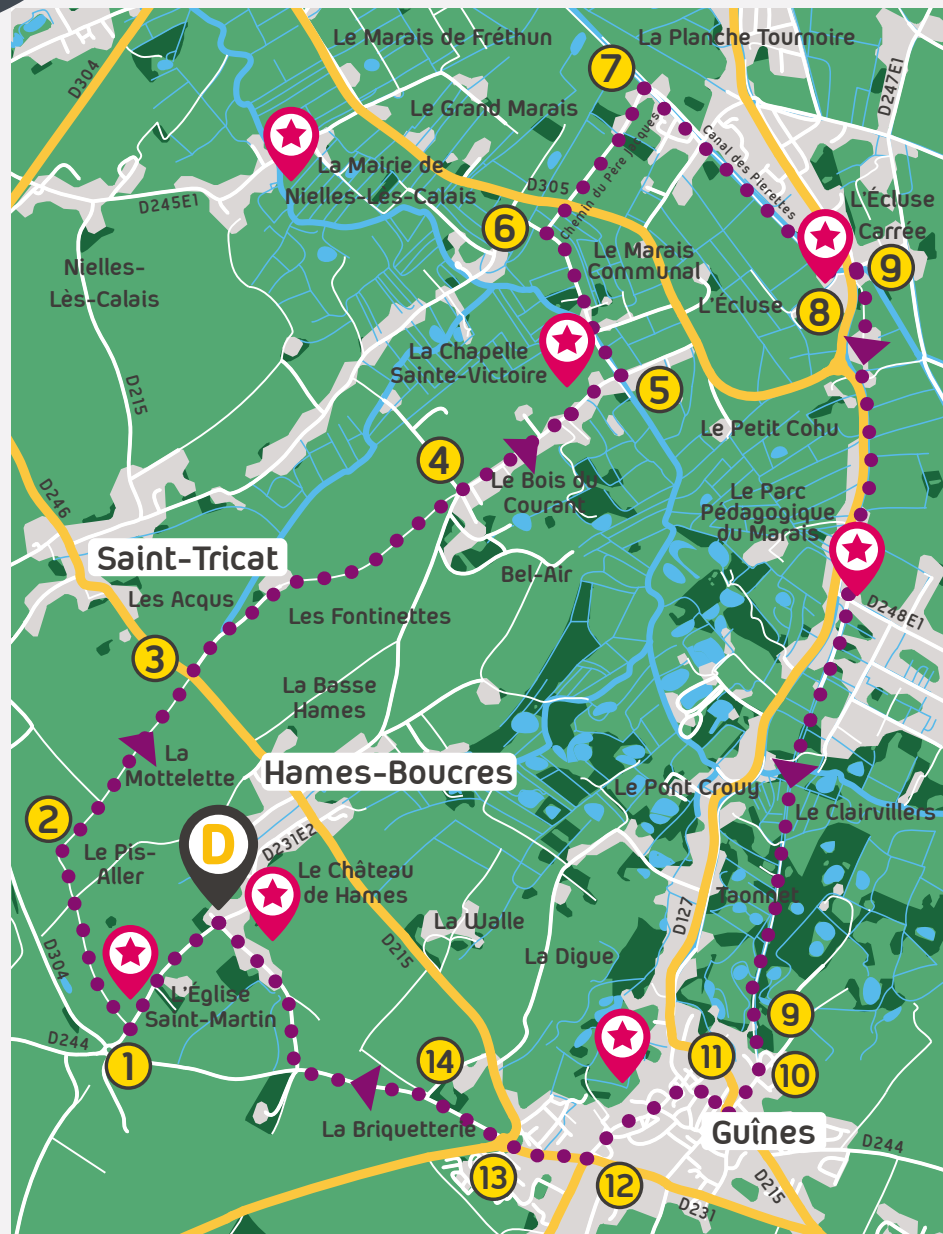 Le Marais de Fréthun
La Planche Tournoire
D304
7
D247E1
Le Grand Marais
Canal des Pierettes
La Mairie de
Nielles-Lès-Calais
Chemin du Père Jacques
D305
D245E1
L'Écluse
Carrée
6
Le Marais
Communal
9
Nielles-
Lès-Calais
L'Écluse
8
La Chapelle
Sainte-Victoire
5
D215
Le Petit Cohu
4
Le Bois du
Courant
Le Parc
Pédagogique
du Marais
D246
Saint-Tricat
Bel-Air
Les Acqus
Les Fontinettes
D248E1
3
La Basse
Hames
La
Mottelette
Hames-Boucres
Le Pont Crouy
2
Le Clairvillers
D
D231E2
Le Pis-
Aller
Le Château
de Hames
Taonnet
D127
La Walle
D304
D215
La Digue
L'Église
Saint-Martin
9
D244
1
14
11
10
La Briquetterie
Guînes
D244
13
12
D215
D231